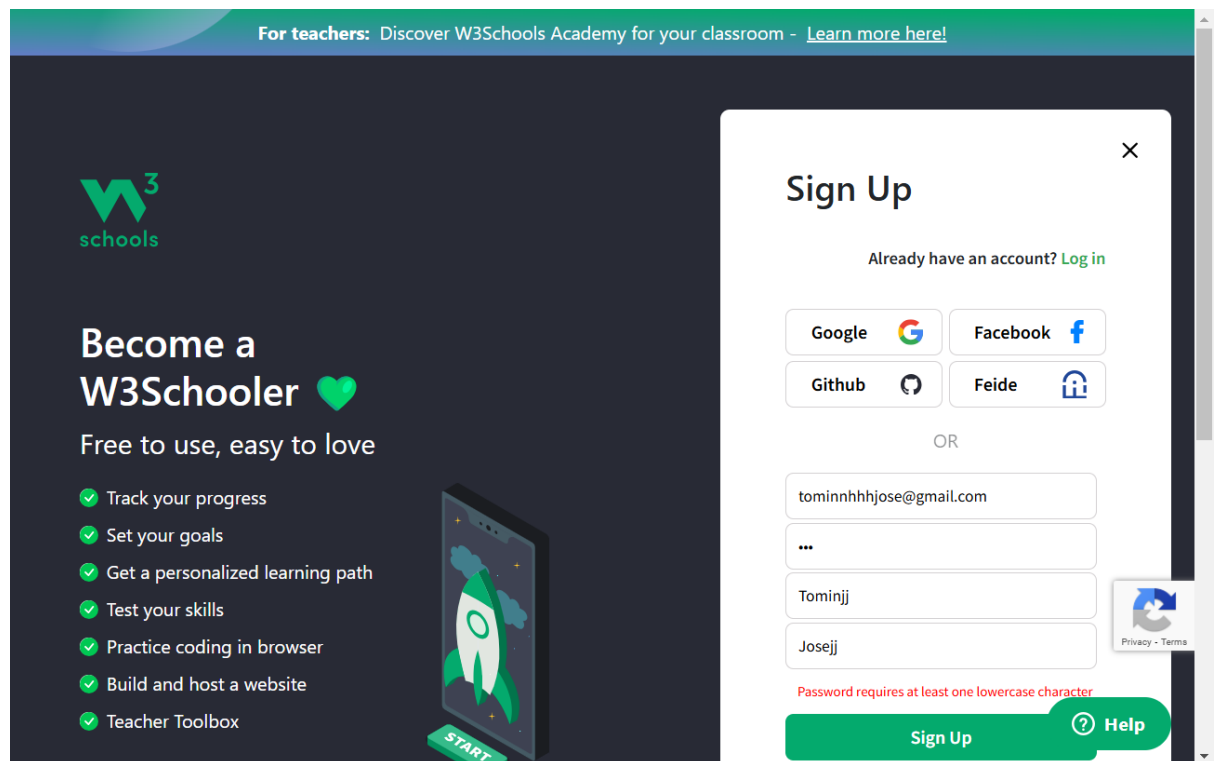 For teachers: Discover W3Schools Academy for your classroom - Learn more here!
3
schools
Become a
W3Schooler
Free to use, easy to love
Track your progress
Set your goals
Get a personalized learning path
Test your skills
Practice coding in browser
Build and host a website
Teacher Toolbox
START
Sign Up
Already have an account? Log in
Google
Facebook
Github
Feide
OR
tominnhhhjose@gmail.com
•••
Tominjj
Josejj
Privacy - Terms
Password requires at least one lowercase character
Sign Up
Help